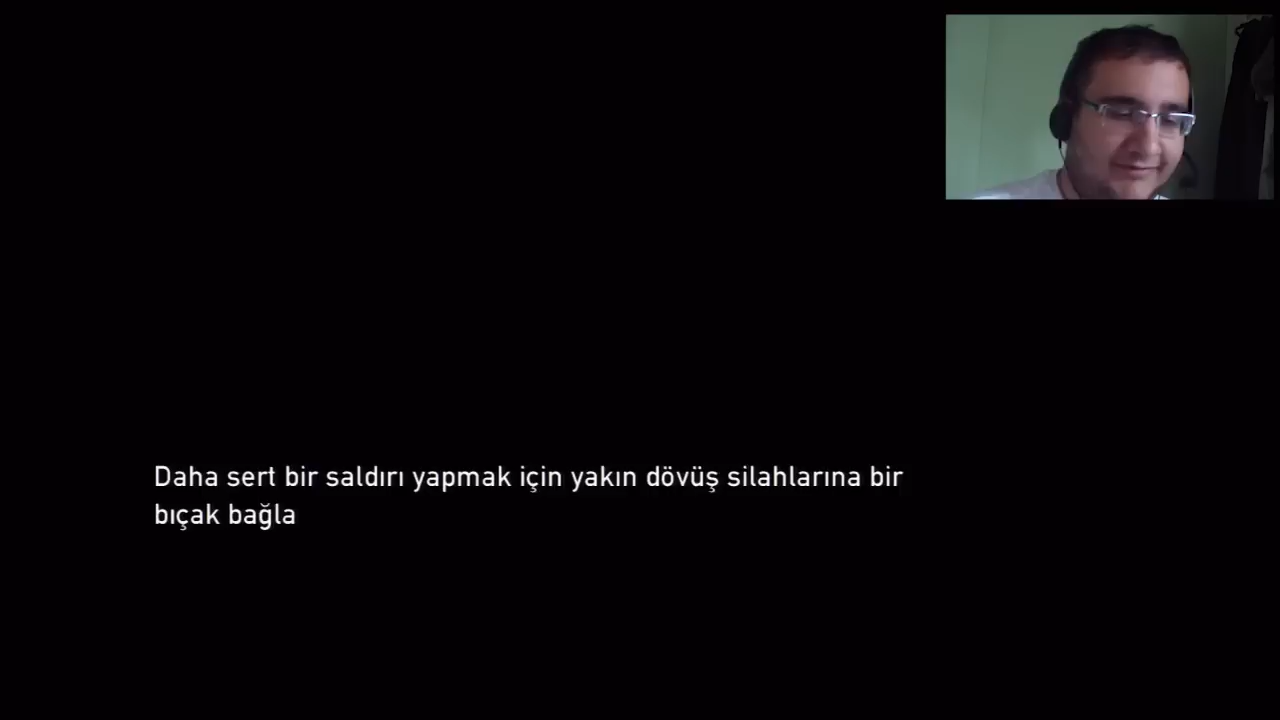 Daha sert bir saldırı yapmak için yakın dövüş silahlarına bir
bıçak bağla